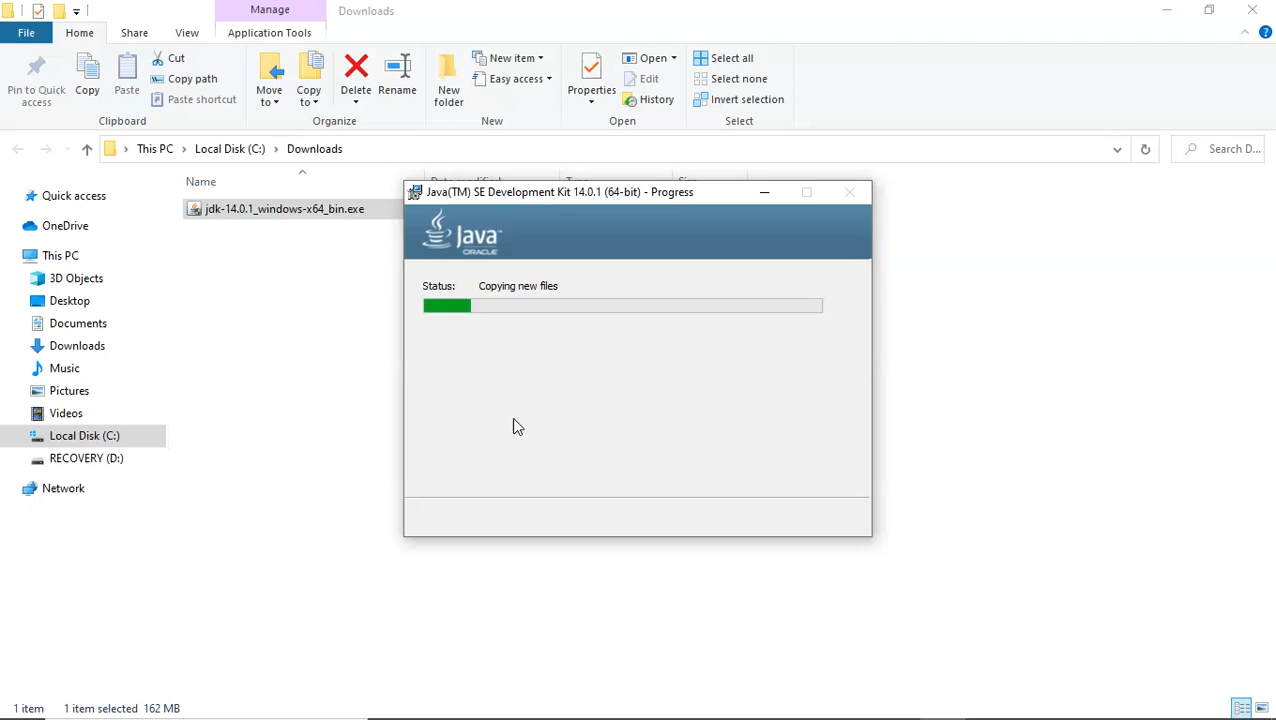 Manage
Downloads
File
Home
Share
View
Application Tools
Pin to Quick
access
Copy
Paste
Cut
Copy path
Paste shortcut
Clipboard
Move
to
Copy
to
Delete
Rename
Organize
New
folder
New item
Easy access
New
Properties
Open
Edit
History
Open
Select all
Select none
Invert selection
Select
This PC > Local Disk (C:) > Downloads
Search D...
Name
jdk-14.0.1_windows-x64_bin.exe
Quick access
OneDrive
This PC
3D Objects
Desktop
Documents
Downloads
Music
Pictures
Videos
Local Disk (C:)
RECOVERY (D:)
Network
Java(TM) SE Development Kit 14.0.1 (64-bit) - Progress
Java™
ORACLE
Status: Copying new files
1 item 1 item selected 162 MB